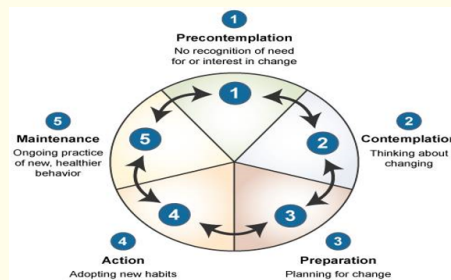 1
Precontemplation
No recognition of need
for or interest in change
2
Contemplation
Thinking about
changing
3
Preparation
Planning for change
4
Action
Adopting new habits
5
Maintenance
Ongoing practice
of new, healthier
behavior
1
2
3
4
5